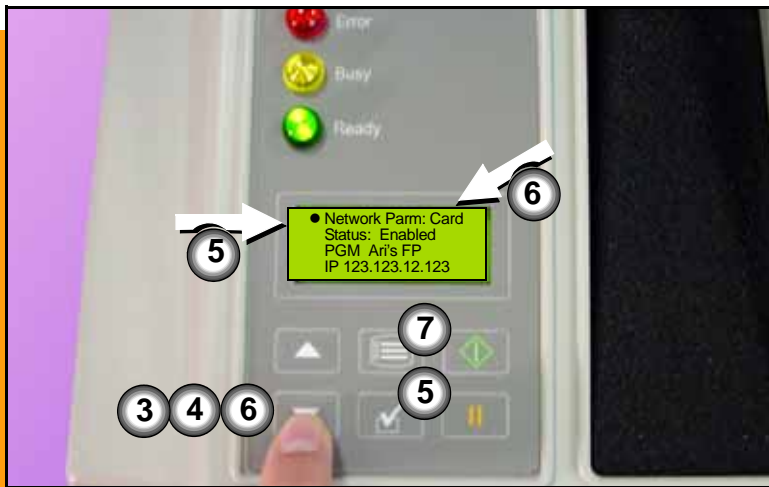 Error
Busy
Ready
6
5
● Network Parm: Card
Status: Enabled
PGM Ari's FP
IP 123.123.12.123
7
3 4 6
5